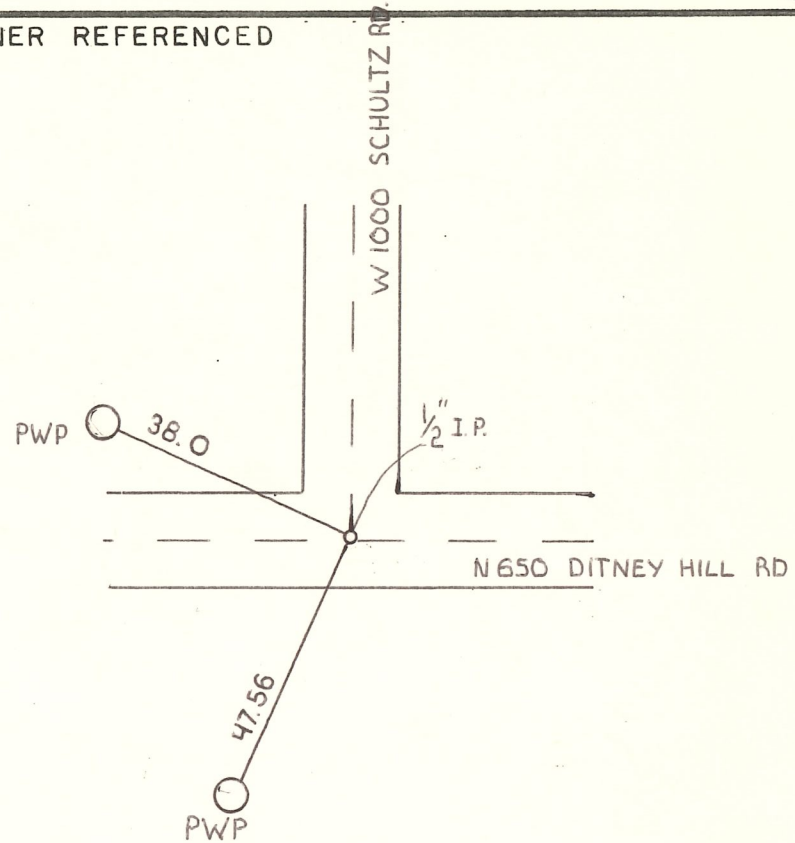 NER REFERENCED
W 1000 SCHULTZ RD.
PWP
38.0
1/2" I.P.
N 650 DITNEY HILL RD
47.56
PWP